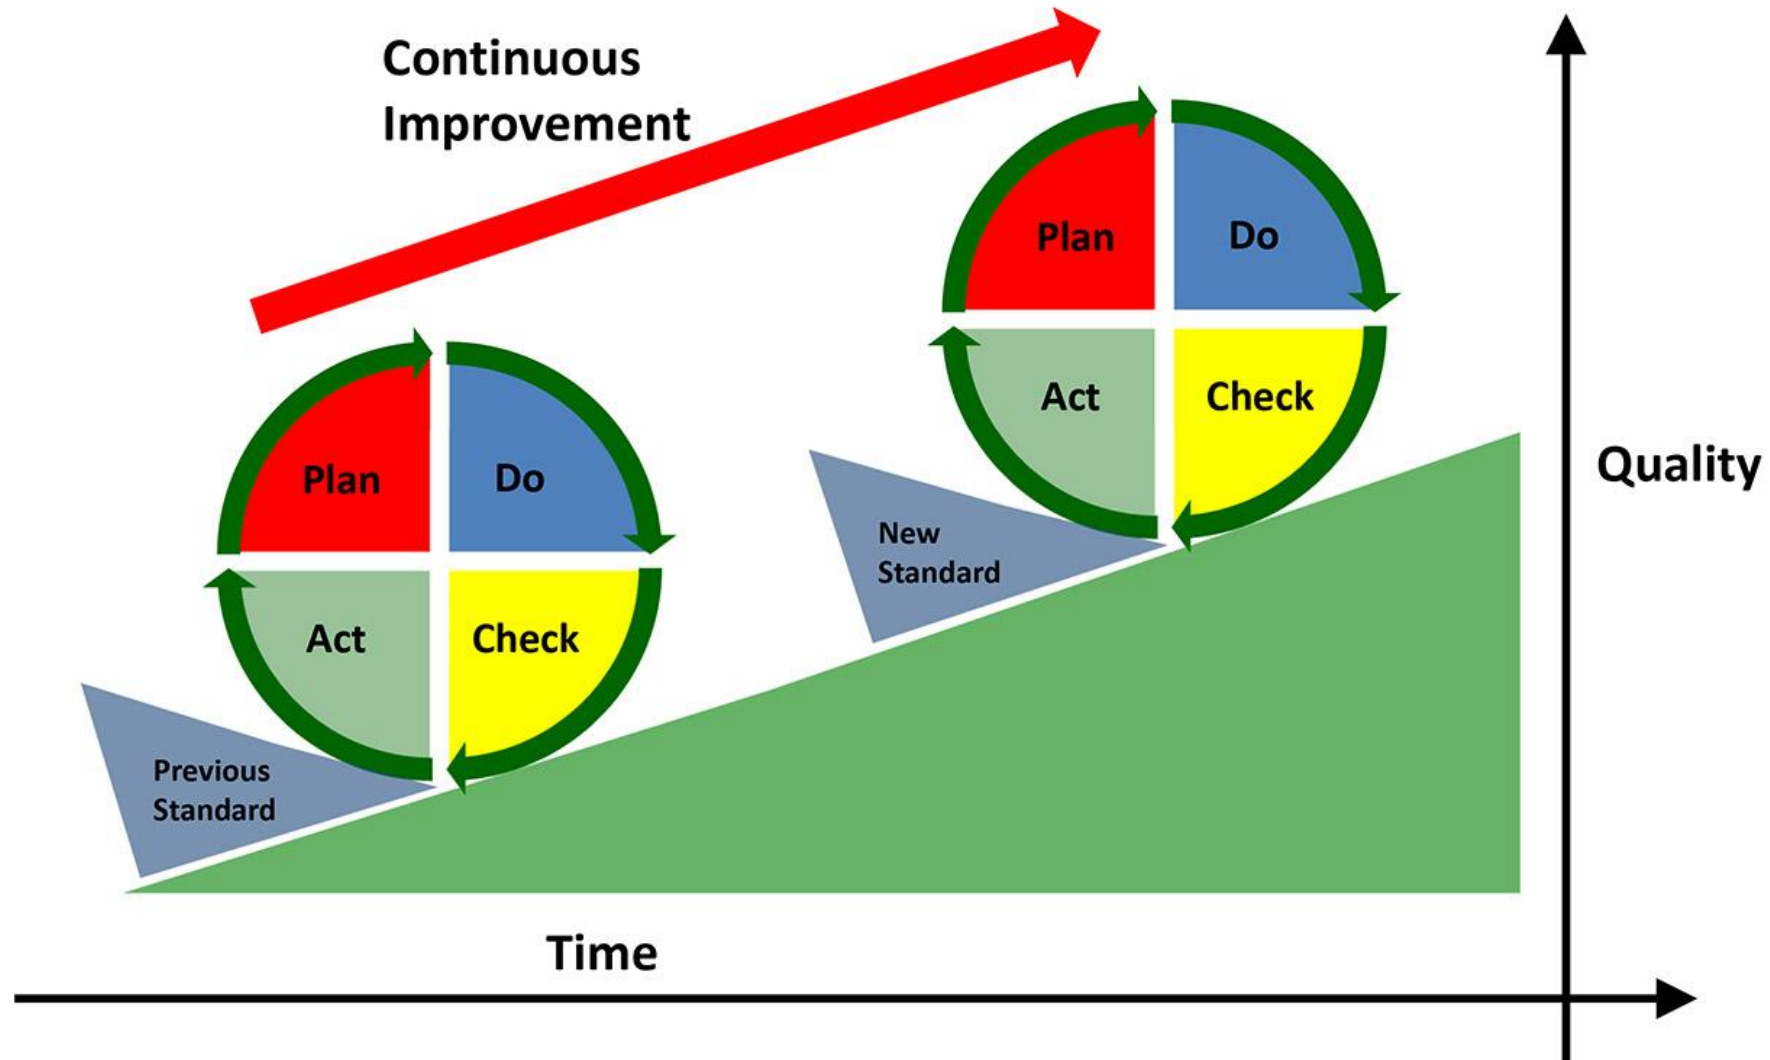 Continuous
Improvement
Plan
Do
Act
Check
New
Standard
Quality
Plan
Do
Act
Check
Previous
Standard
Time